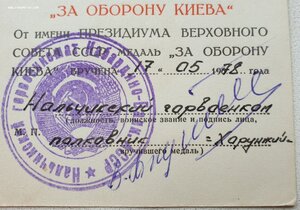 „ЗА ОБОРОНУ КИЕВА"
От имени ПРЕЗИДИУМА ВЕРХОВНОГО
СОВЕТА СССР МЕДАЛЬ „ЗА ОБОРОНУ
КИЕВА" ВРУЧЕНА 17 - 05 1978 года
Нальчикский горвоенком
(должность, воинское звание и подпись лица,
М. П. полковник - Харунжий -
вручившего медаль)